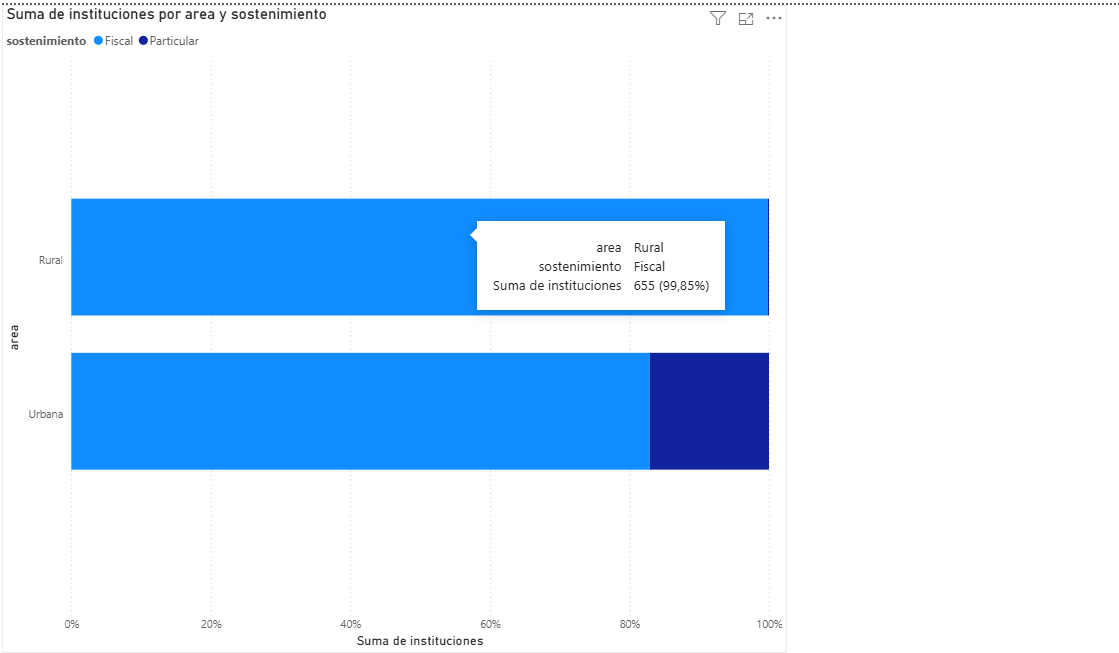 Suma de instituciones por area y sostenimiento
sostenimiento Fiscal Particular
area Rural
sostenimiento Fiscal
Suma de instituciones 655 (99,85%)
Rural
area
Urbana
0% 20% 40% 60% 80% 100%
Suma de instituciones